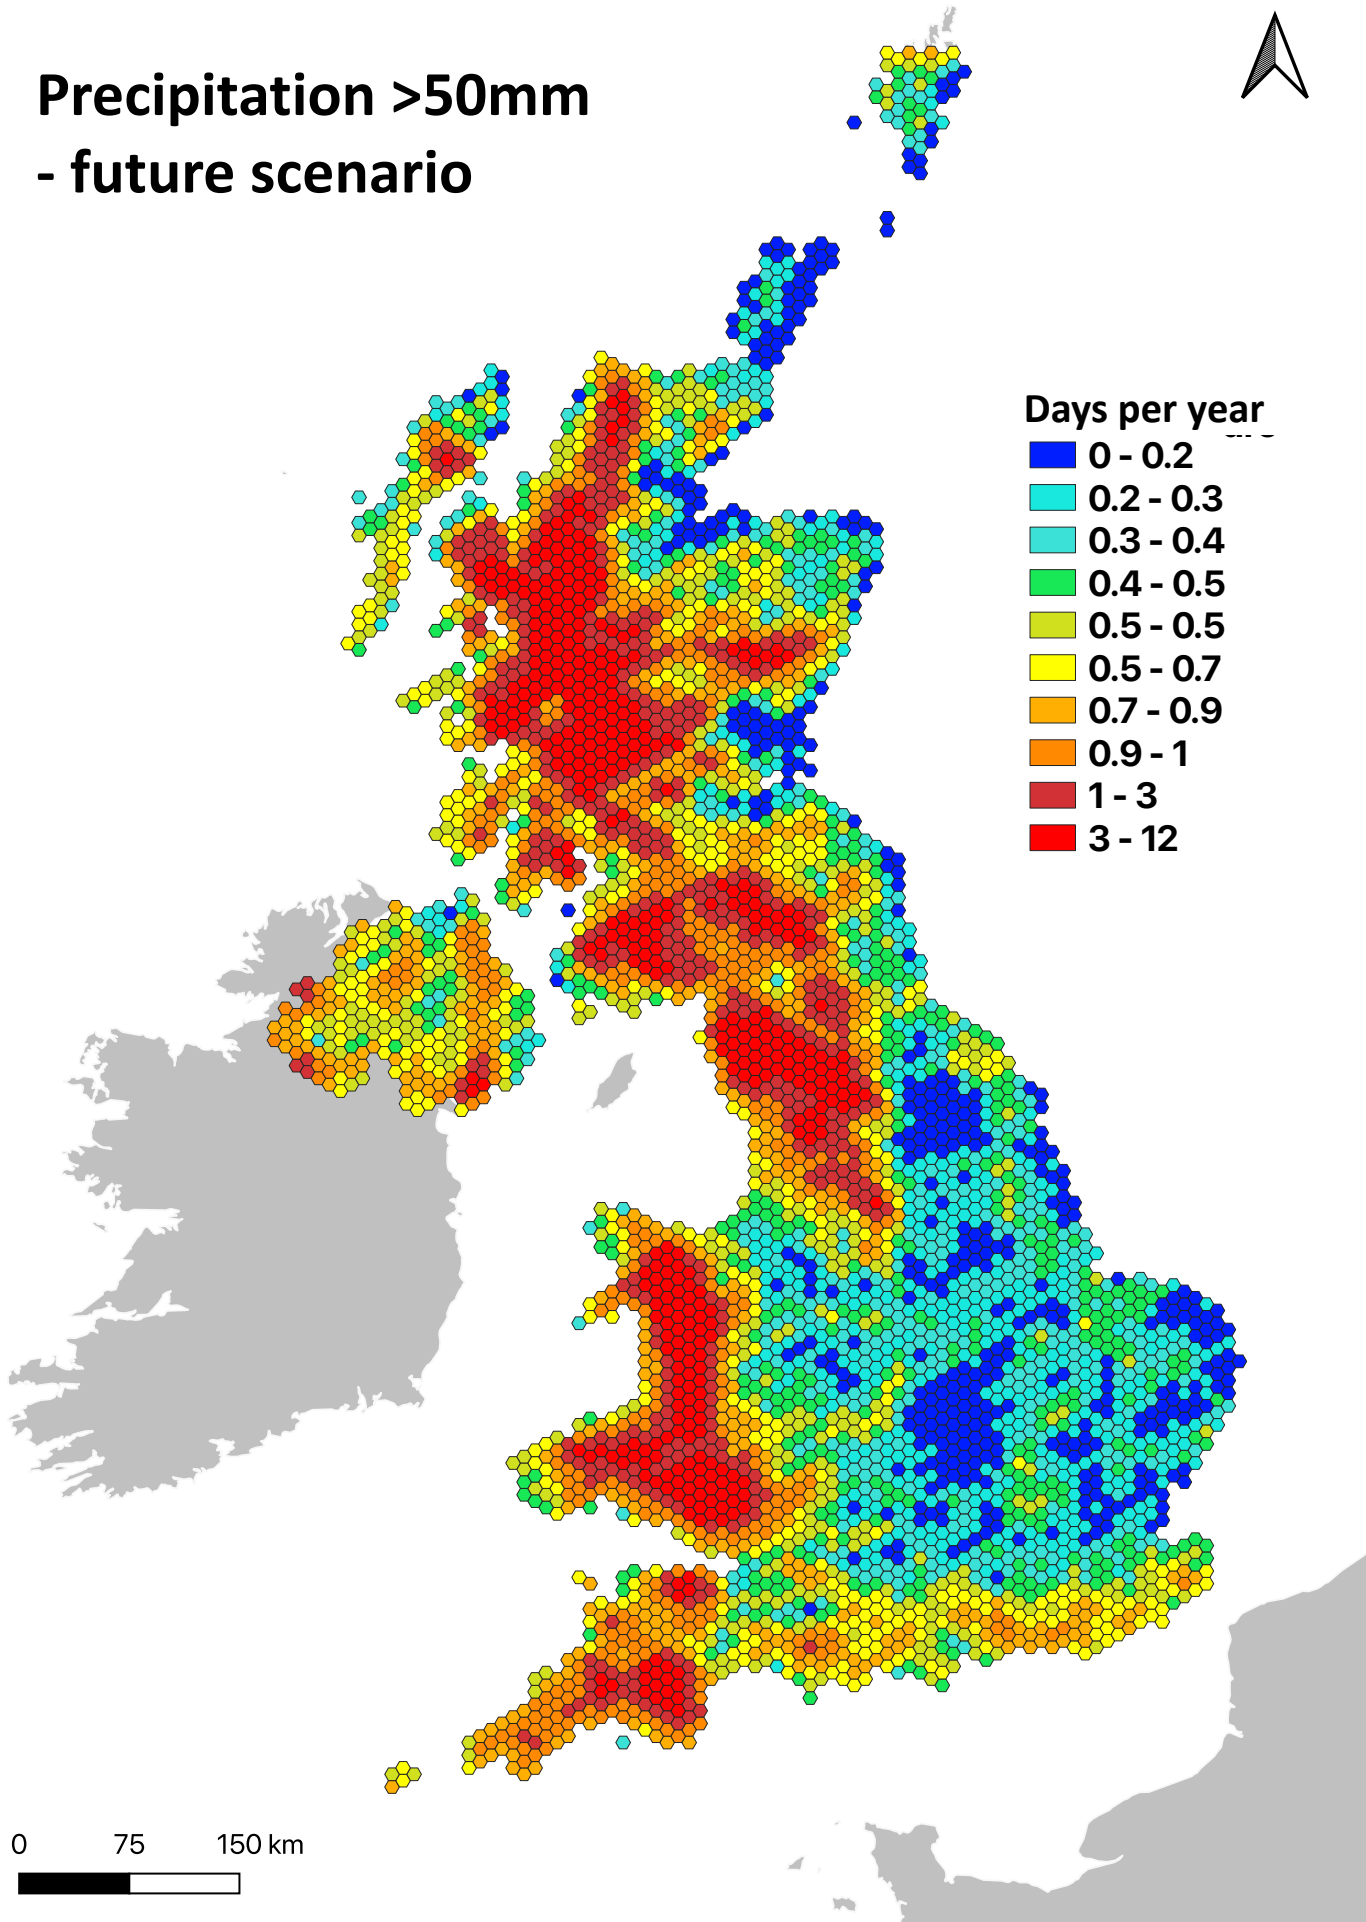 Precipitation >50mm
- future scenario
Days per year
0 - 0.2
0.2 - 0.3
0.3 - 0.4
0.4 - 0.5
0.5 - 0.5
0.5 - 0.7
0.7 - 0.9
0.9 - 1
1 - 3
3 - 12
0 75 150 km